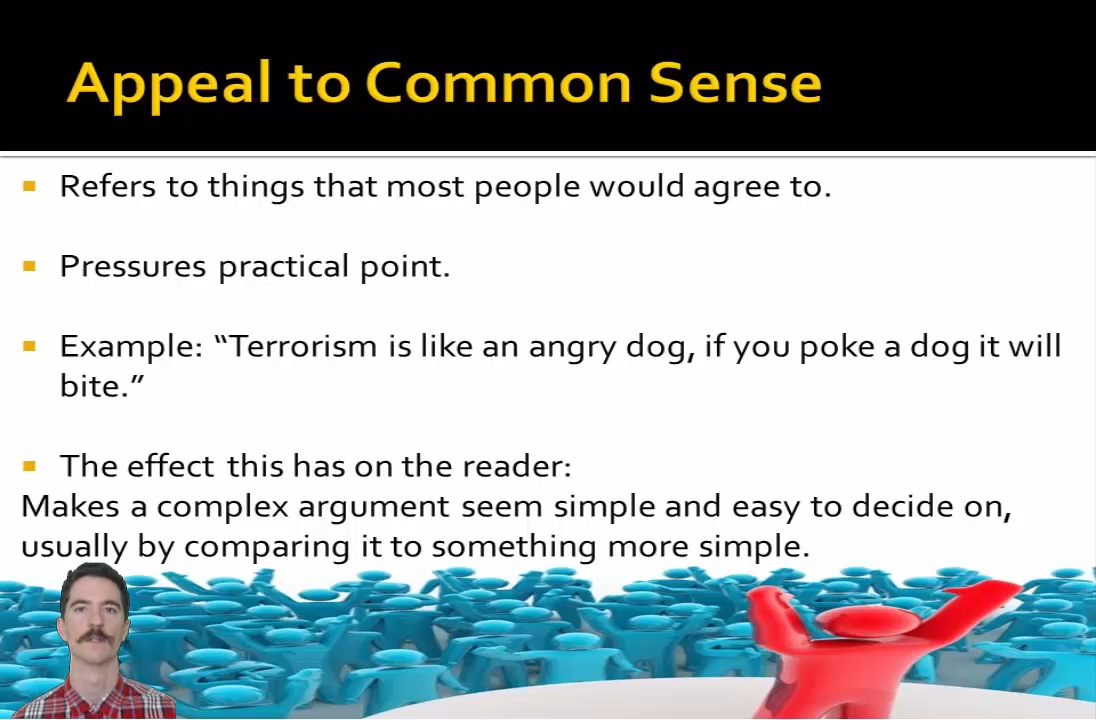 Appeal to Common Sense
Refers to things that most people would agree to.
Pressures practical point.
Example: “Terrorism is like an angry dog, if you poke a dog it will
bite.”
The effect this has on the reader:
Makes a complex argument seem simple and easy to decide on,
usually by comparing it to something more simple.